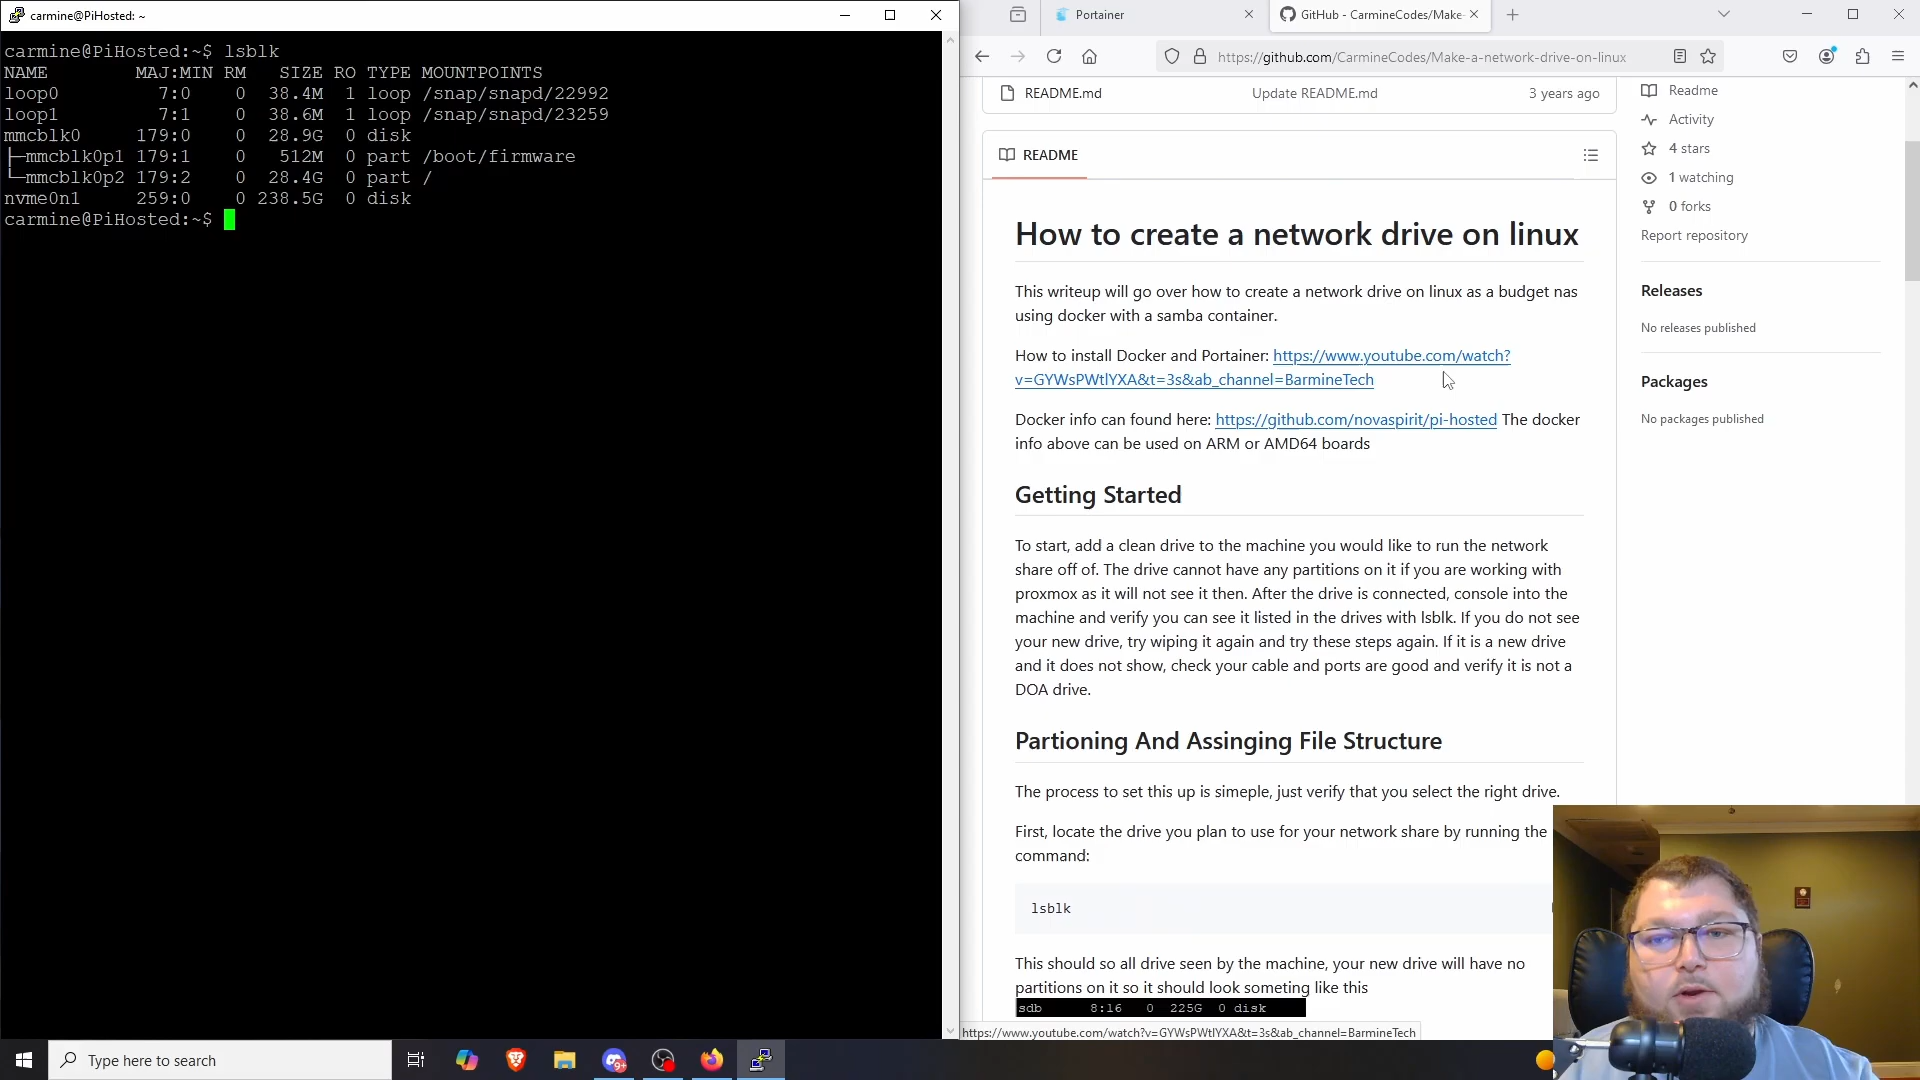 carmine@PiHosted: ~
carmine@PiHosted:~$ lsblk
NAME MAJ:MIN RM SIZE RO TYPE MOUNTPOINTS
loop0 7:0 0 38.4M 1 loop /snap/snapd/22992
loop1 7:1 0 38.6M 1 loop /snap/snapd/23259
mmcblk0 179:0 0 28.9G 0 disk
├─mmcblk0p1 179:1 0 512M 0 part /boot/firmware
└─mmcblk0p2 179:2 0 28.4G 0 part /
nvme0n1 259:0 0 238.5G 0 disk
carmine@PiHosted:~$
Portainer
GitHub - CarmineCodes/Make-
https://github.com/CarmineCodes/Make-a-network-drive-on-linux
README.md Update README.md 3 years ago
README
How to create a network drive on linux
This writeup will go over how to create a network drive on linux as a budget nas
using docker with a samba container.
How to install Docker and Portainer: https://www.youtube.com/watch?
v=GYWsPWtlYXA&t=3s&ab_channel=BarmineTech
Docker info can found here: https://github.com/novaspirit/pi-hosted The docker
info above can be used on ARM or AMD64 boards
Getting Started
To start, add a clean drive to the machine you would like to run the network
share off of. The drive cannot have any partitions on it if you are working with
proxmox as it will not see it then. After the drive is connected, console into the
machine and verify you can see it listed in the drives with lsblk. If you do not see
your new drive, try wiping it again and try these steps again. If it is a new drive
and it does not show, check your cable and ports are good and verify it is not a
DOA drive.
Partioning And Assinging File Structure
The process to set this up is simeple, just verify that you select the right drive.
First, locate the drive you plan to use for your network share by running the
command:
lsblk
This should so all drive seen by the machine, your new drive will have no
partitions on it so it should look someting like this
sdb 8:16 0 225G 0 disk
https://www.youtube.com/watch?v=GYWsPWtlYXA&t=3s&ab_channel=BarmineTech
Readme
Activity
4 stars
1 watching
0 forks
Report repository
Releases
No releases published
Packages
No packages published
Type here to search
9+